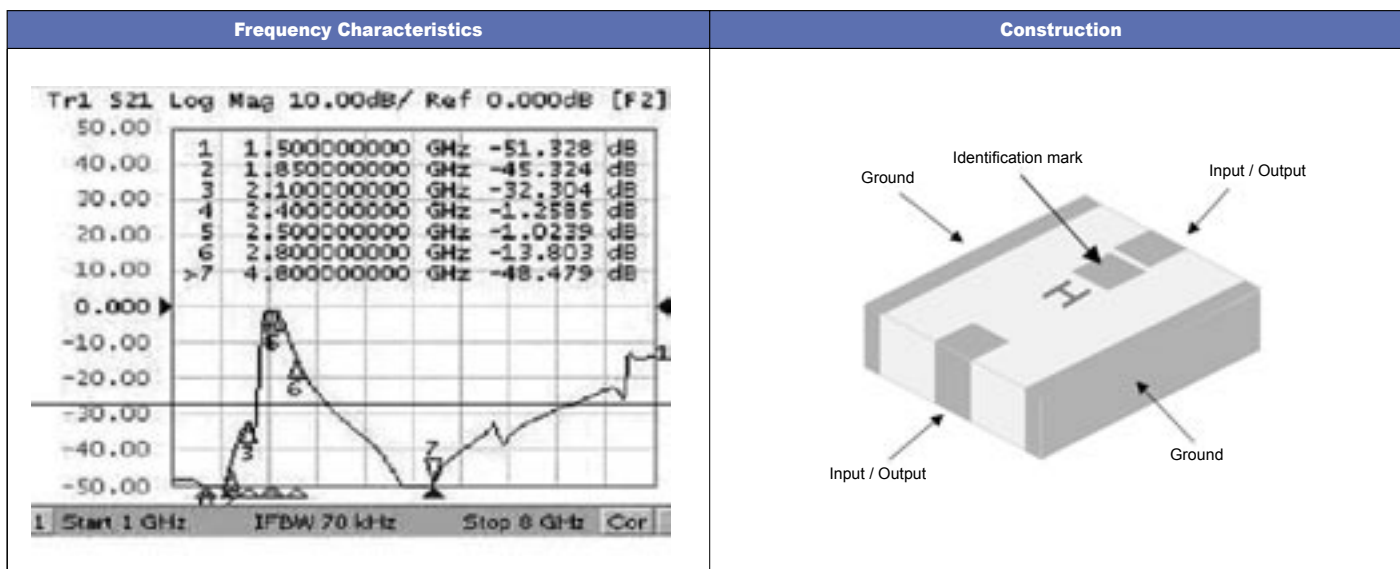 Frequency Characteristics
Construction
Tr1 S21 Log Mag 10.00dB/ Ref 0.000dB [F2]
50.00
40.00
30.00
20.00
10.00
0.000
-10.00
-20.00
-30.00
-40.00
-50.00
1 1.500000000 GHz -51.328 dB
2 1.850000000 GHz -45.324 dB
3 2.100000000 GHz -32.304 dB
4 2.400000000 GHz -1.2585 dB
5 2.500000000 GHz -1.0239 dB
6 2.800000000 GHz -13.803 dB
>7 4.800000000 GHz -48.479 dB
6
3
7
1
1 Start 1 GHz IFBW 70 kHz Stop 8 GHz Cor
Identification mark
Ground
Input / Output
H
Input / Output
Ground